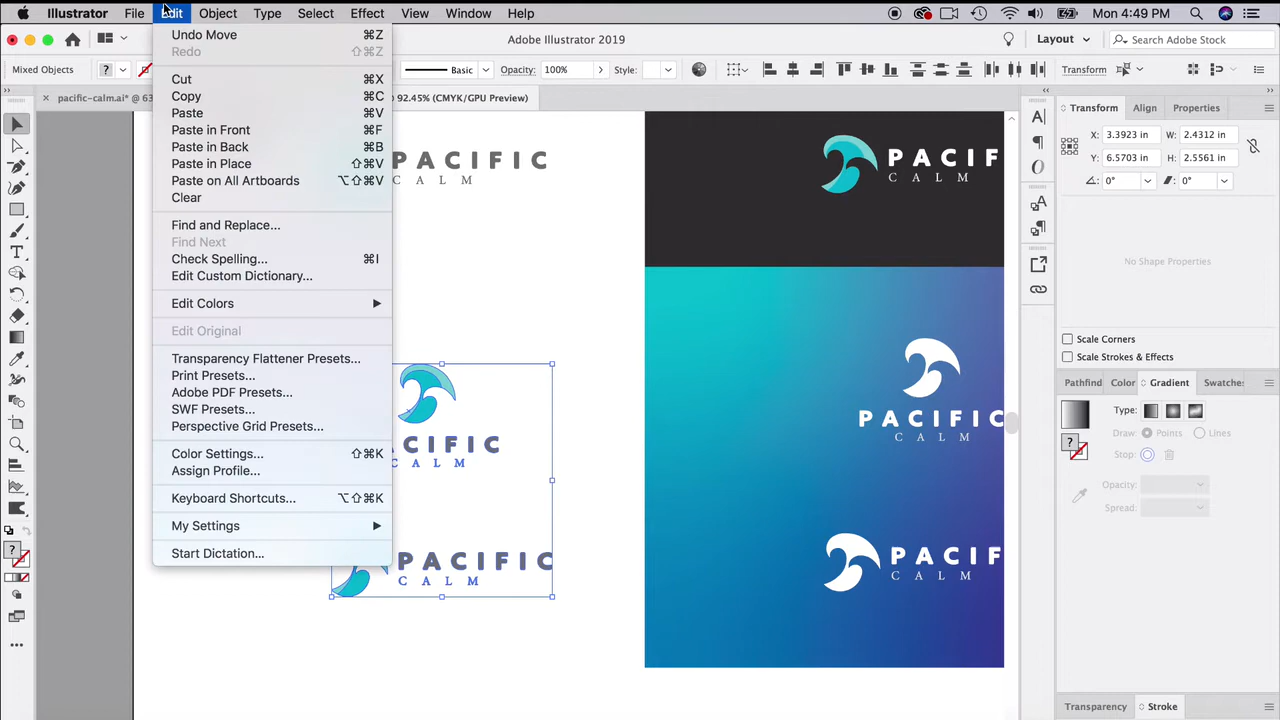 Illustrator File Edit Object Type Select Effect View Window Help Mon 4:49 PM
Adobe Illustrator 2019 Layout Search Adobe Stock
Mixed Objects ? Basic Opacity: 100% Style: Transform
pacific-calm.ai* @ 63 92.45% (CMYK/GPU Preview)
Undo Move ⌘Z
Redo ⇧⌘Z
Cut ⌘X
Copy ⌘C
Paste ⌘V
Paste in Front ⌘F
Paste in Back ⌘B
Paste in Place ⇧⌘V
Paste on All Artboards ⌥⇧⌘V
Clear
Find and Replace...
Find Next
Check Spelling... ⌘I
Edit Custom Dictionary...
Edit Colors
Edit Original
Transparency Flattener Presets...
Print Presets...
Adobe PDF Presets...
SWF Presets...
Perspective Grid Presets...
Color Settings... ⇧⌘K
Assign Profile...
Keyboard Shortcuts... ⌥⇧⌘K
My Settings
Start Dictation...
PACIFIC
CALM
CIFIC
ALM
PACIFIC
CALM
PACIF
CALM
PACIFIC
CALM
PACIF
CALM
Transform Align Properties
X: 3.3923 in W: 2.4312 in
Y: 6.5703 in H: 2.5561 in
0° 0°
No Shape Properties
Scale Corners
Scale Strokes & Effects
Pathfind Color Gradient Swatche
Type:
Draw: Points Lines
Stop:
Opacity:
Spread:
Transparency Stroke